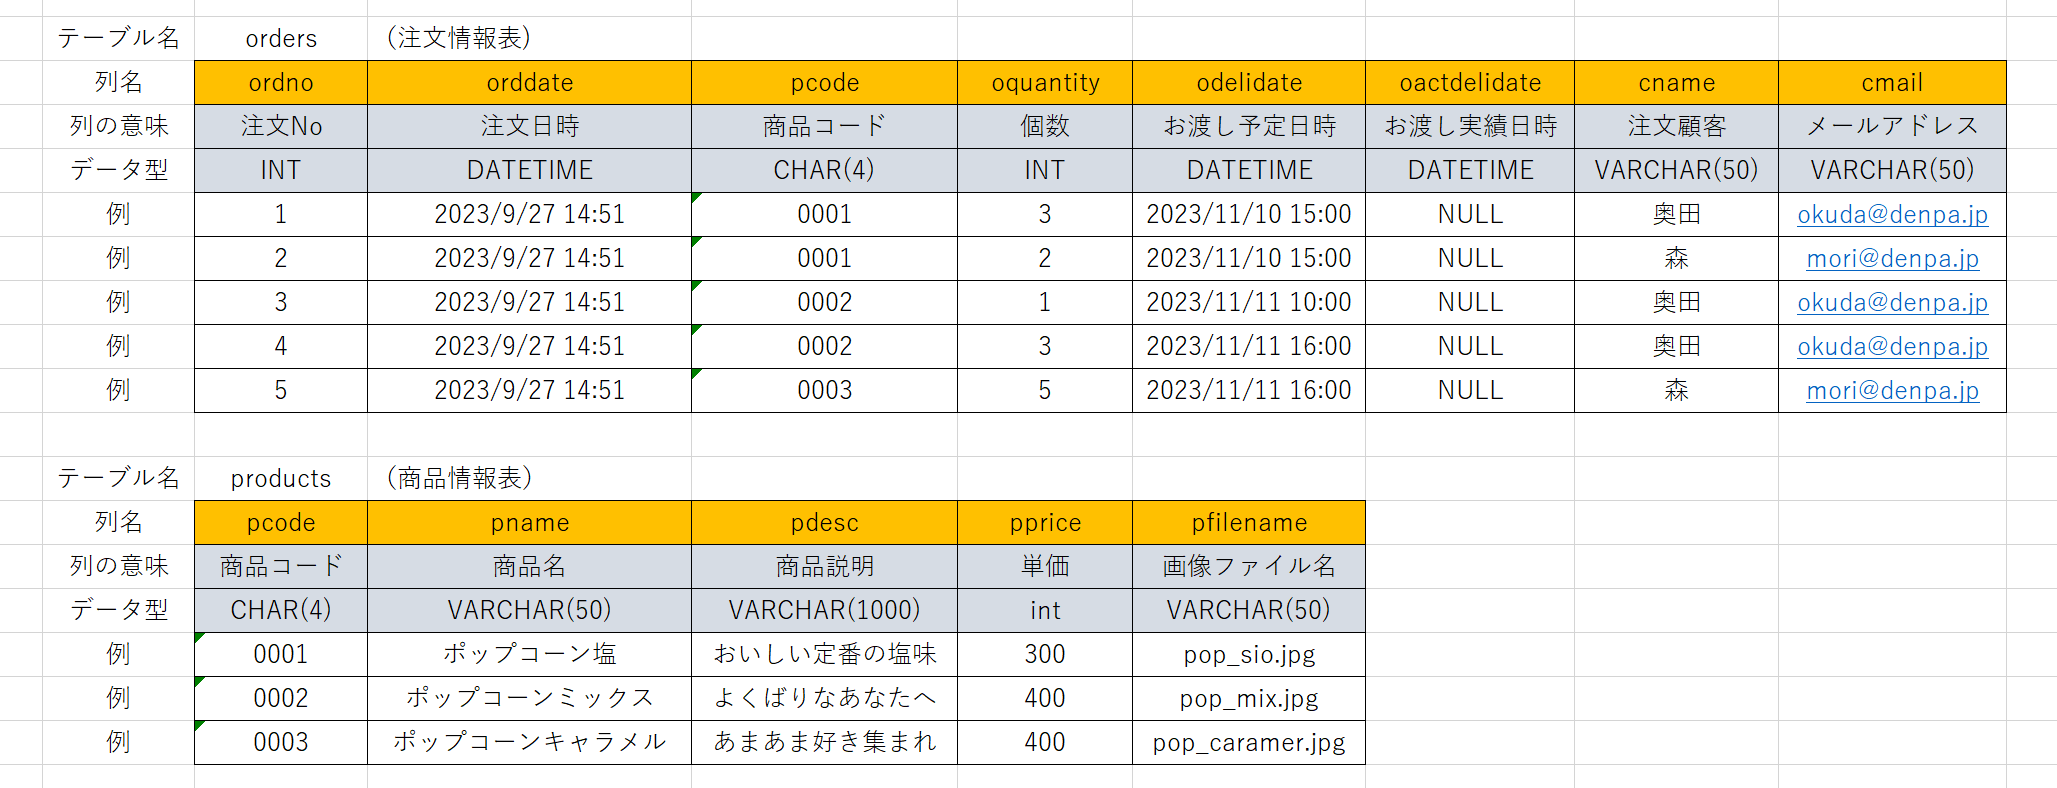 テーブル名 orders （注文情報表）
列名 ordno orddate pcode oquantity odelidate oactdelidate cname cmail
列の意味 注文No 注文日時 商品コード 個数 お渡し予定日時 お渡し実績日時 注文顧客 メールアドレス
データ型 INT DATETIME CHAR(4) INT DATETIME DATETIME VARCHAR(50) VARCHAR(50)
例 1 2023/9/27 14:51 0001 3 2023/11/10 15:00 NULL 奥田 okuda@denpa.jp
例 2 2023/9/27 14:51 0001 2 2023/11/10 15:00 NULL 森 mori@denpa.jp
例 3 2023/9/27 14:51 0002 1 2023/11/11 10:00 NULL 奥田 okuda@denpa.jp
例 4 2023/9/27 14:51 0002 3 2023/11/11 16:00 NULL 奥田 okuda@denpa.jp
例 5 2023/9/27 14:51 0003 5 2023/11/11 16:00 NULL 森 mori@denpa.jp
テーブル名 products （商品情報表）
列名 pcode pname pdesc pprice pfilename
列の意味 商品コード 商品名 商品説明 単価 画像ファイル名
データ型 CHAR(4) VARCHAR(50) VARCHAR(1000) int VARCHAR(50)
例 0001 ポップコーン塩 おいしい定番の塩味 300 pop_sio.jpg
例 0002 ポップコーンミックス よくばりなあなたへ 400 pop_mix.jpg
例 0003 ポップコーンキャラメル あまあま好き集まれ 400 pop_caramer.jpg